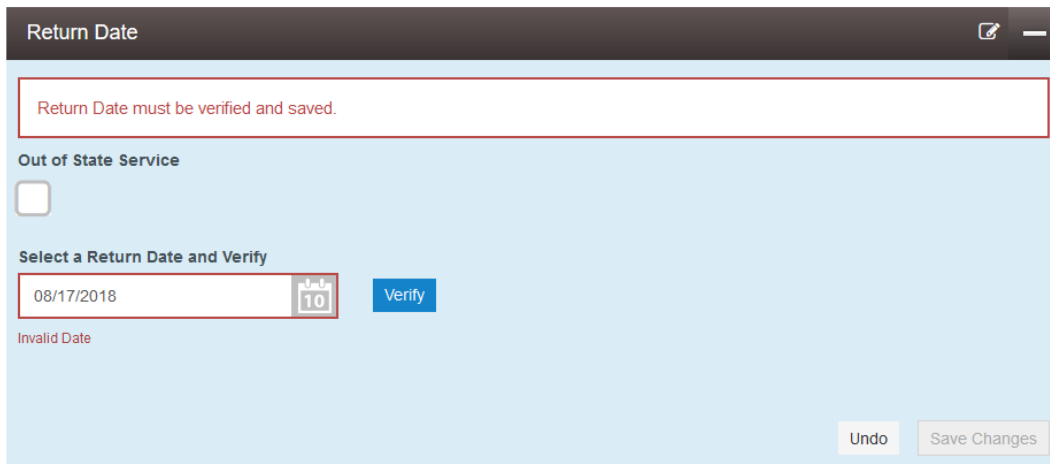 Return Date
Return Date must be verified and saved.
Out of State Service
Select a Return Date and Verify
08/17/2018 10 Verify
Invalid Date
Undo Save Changes